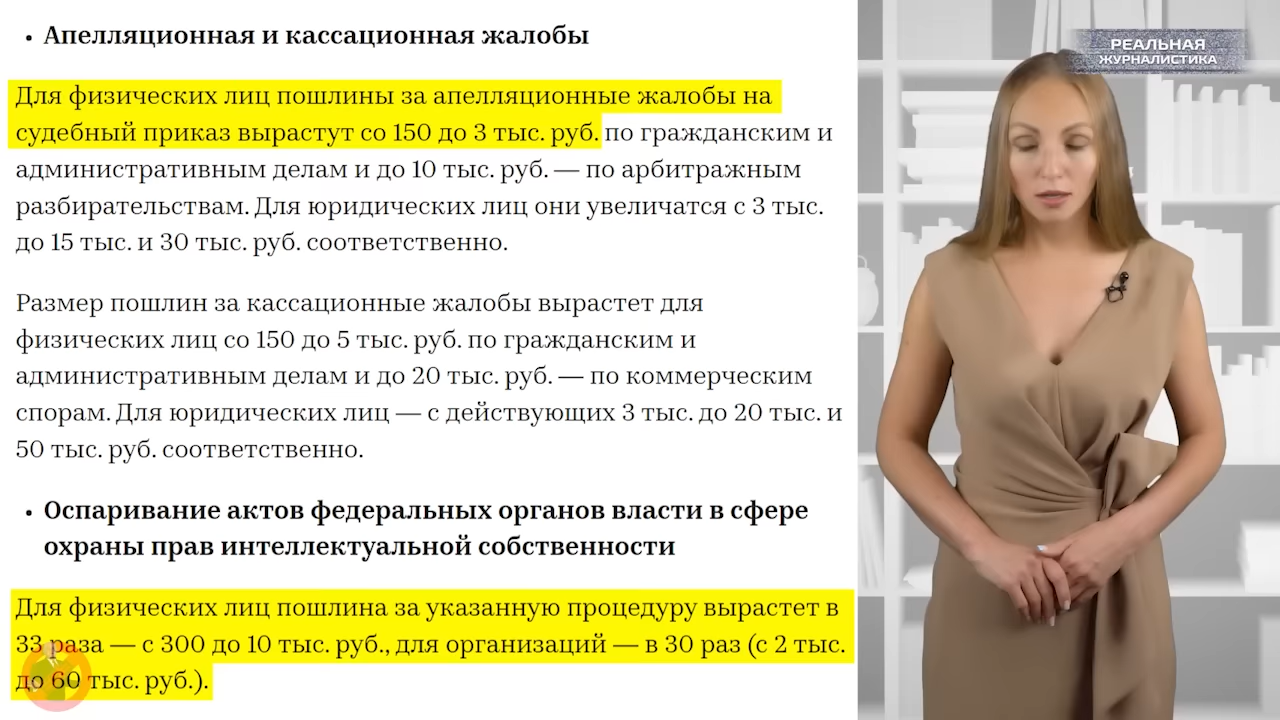 • Апелляционная и кассационная жалобы
Для физических лиц пошлины за апелляционные жалобы на
судебный приказ вырастут со 150 до 3 тыс. руб. по гражданским и
административным делам и до 10 тыс. руб. — по арбитражным
разбирательствам. Для юридических лиц они увеличатся с 3 тыс.
до 15 тыс. и 30 тыс. руб. соответственно.
Размер пошлин за кассационные жалобы вырастет для
физических лиц со 150 до 5 тыс. руб. по гражданским и
административным делам и до 20 тыс. руб. — по коммерческим
спорам. Для юридических лиц — с действующих 3 тыс. до 20 тыс. и
50 тыс. руб. соответственно.
• Оспаривание актов федеральных органов власти в сфере
охраны прав интеллектуальной собственности
Для физических лиц пошлина за указанную процедуру вырастет в
33 раза — с 300 до 10 тыс. руб., для организаций — в 30 раз (с 2 тыс.
до 60 тыс. руб.).
РЕАЛЬНАЯ
ЖУРНАЛИСТИКА